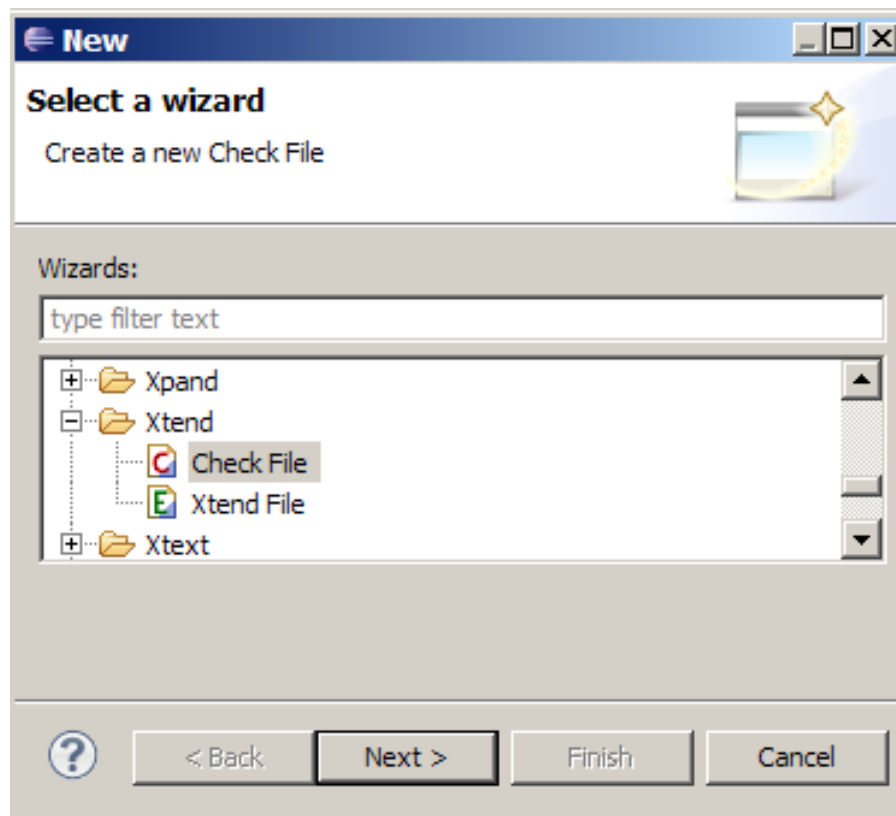 New
Select a wizard
Create a new Check File
Wizards:
type filter text
Xpand
Xtend
C Check File
E Xtend File
Xtext
? < Back Next > Finish Cancel